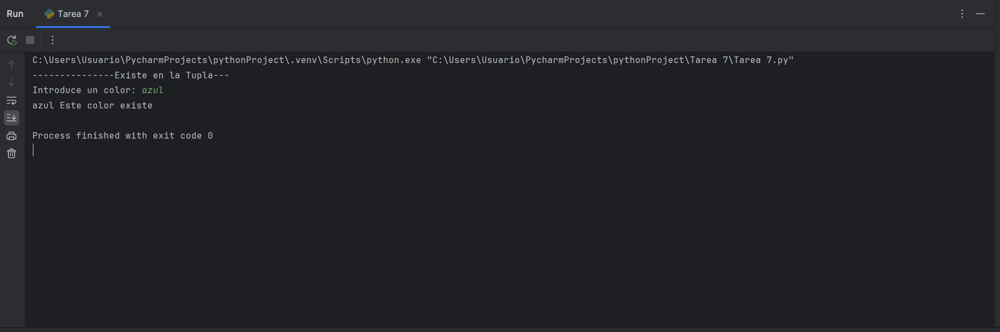 Run Tarea 7
C:\Users\Usuario\PycharmProjects\pythonProject\.venv\Scripts\python.exe "C:\Users\Usuario\PycharmProjects\pythonProject\Tarea 7\Tarea 7.py"
---------------Existe en la Tupla---
Introduce un color: azul
azul Este color existe
Process finished with exit code 0